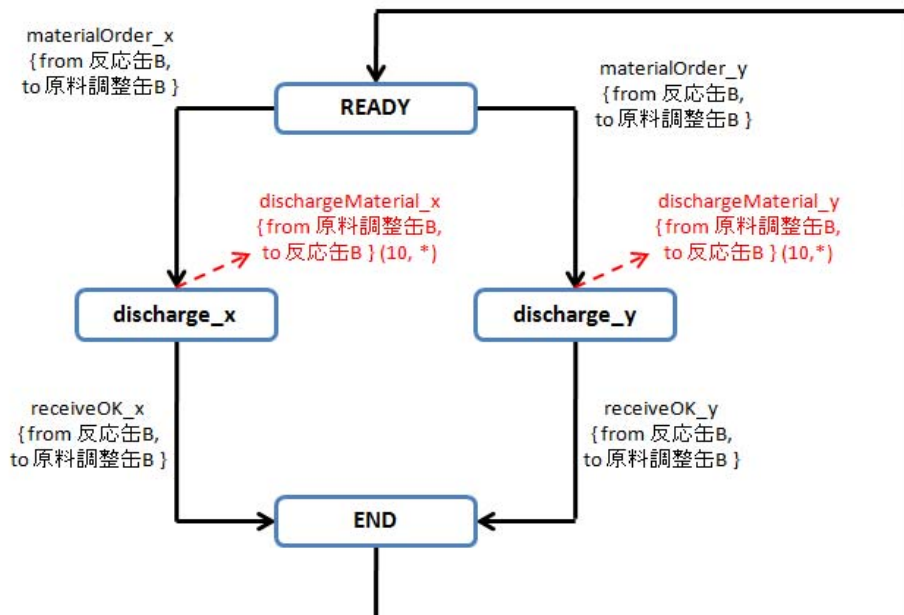 materialOrder_x
{from 反応缶B,
to 原料調整缶B }
materialOrder_y
{from 反応缶B,
to 原料調整缶B }
READY
dischargeMaterial_x
{from 原料調整缶B,
to 反応缶B } (10, *)
dischargeMaterial_y
{from 原料調整缶B,
to 反応缶B } (10,*)
discharge_x
discharge_y
receiveOK_x
{from 反応缶B,
to 原料調整缶B }
receiveOK_y
{from 反応缶B,
to 原料調整缶B }
END